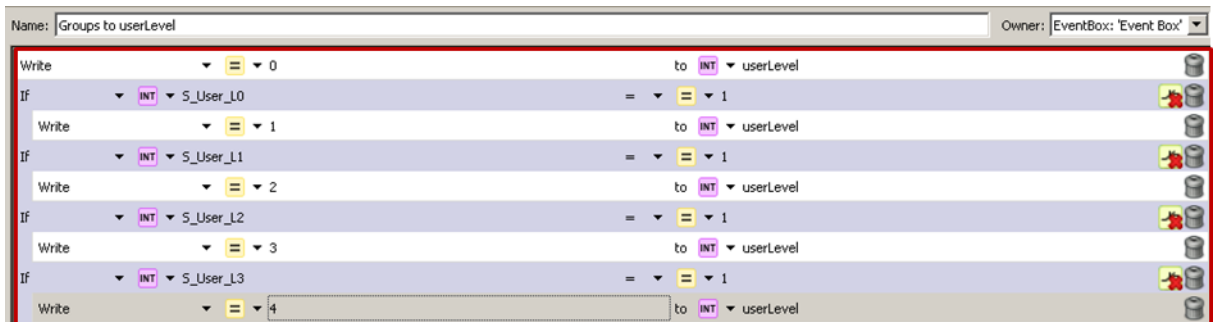 Name: Groups to userLevel Owner: EventBox: 'Event Box'
Write = 0 to INT userLevel
If INT S_User_L0 = = 1
Write = 1 to INT userLevel
If INT S_User_L1 = = 1
Write = 2 to INT userLevel
If INT S_User_L2 = = 1
Write = 3 to INT userLevel
If INT S_User_L3 = = 1
Write = 4 to INT userLevel